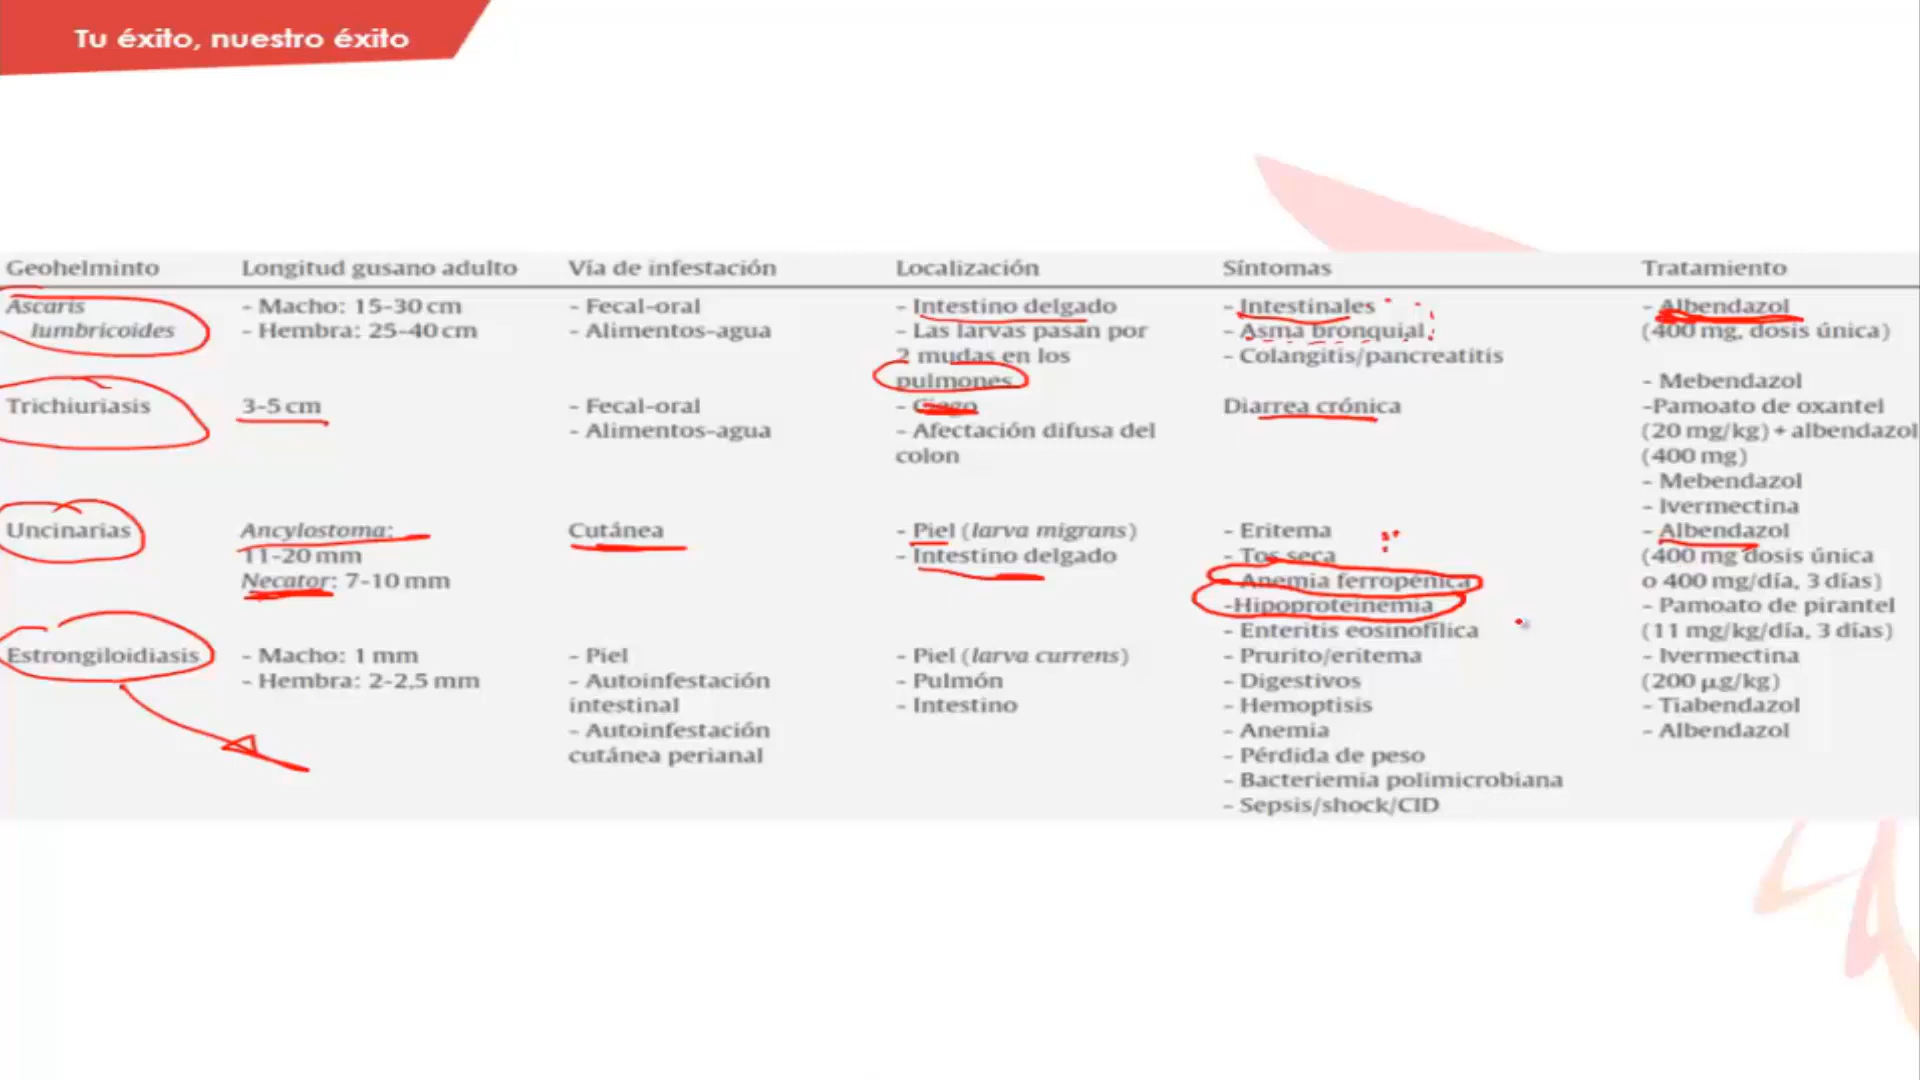 Tu éxito, nuestro éxito
Geohelminto Longitud gusano adulto Vía de infestación Localización Síntomas Tratamiento
Ascaris - Macho: 15-30 cm - Fecal-oral - Intestino delgado - Intestinales - Albendazol
lumbricoides - Hembra: 25-40 cm - Alimentos-agua - Las larvas pasan por - Asma bronquial (400 mg, dosis única)
2 mudas en los - Colangitis/pancreatitis
pulmones - Mebendazol
Trichiuriasis 3-5 cm - Fecal-oral - Ciego Diarrea crónica -Pamoato de oxantel
- Alimentos-agua - Afectación difusa del (20 mg/kg) + albendazol
colon (400 mg)
- Mebendazol
- Ivermectina
Uncinarias Ancylostoma: Cutánea - Piel (larva migrans) - Eritema - Albendazol
11-20 mm - Intestino delgado - Tos seca (400 mg dosis única
Necator: 7-10 mm - Anemia ferropénica o 400 mg/día, 3 días)
-Hipoproteinemia - Pamoato de pirantel
- Enteritis eosinofílica (11 mg/kg/día, 3 días)
Estrongiloidiasis - Macho: 1 mm - Piel - Piel (larva currens) - Prurito/eritema - Ivermectina
- Hembra: 2-2,5 mm - Autoinfestación - Pulmón - Digestivos (200 µg/kg)
intestinal - Intestino - Hemoptisis - Tiabendazol
- Autoinfestación - Anemia - Albendazol
cutánea perianal - Pérdida de peso
- Bacteriemia polimicrobiana
- Sepsis/shock/CID